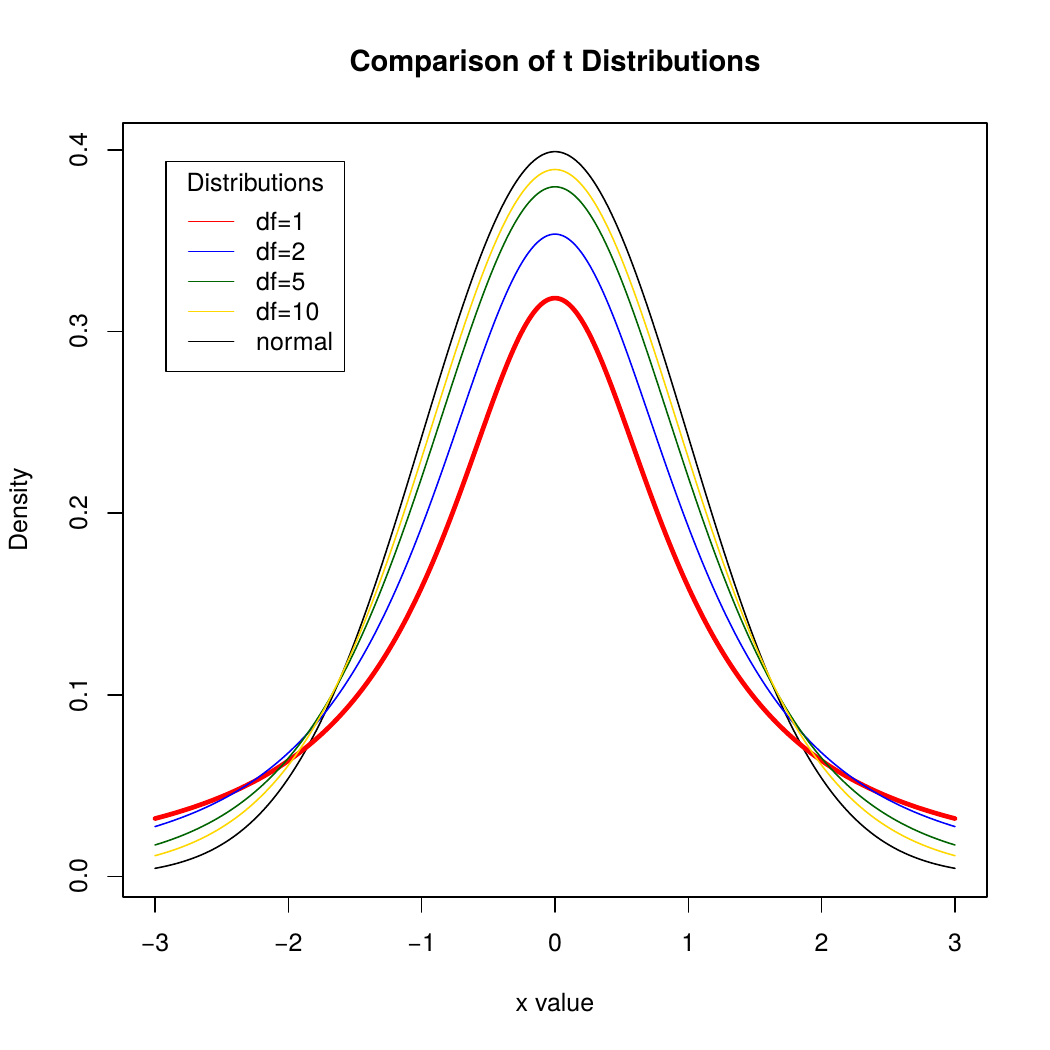 Comparison of t Distributions
Distributions
df=1
df=2
df=5
df=10
normal
0.4
0.3
0.2
0.1
0.0
Density
−3 −2 −1 0 1 2 3
x value